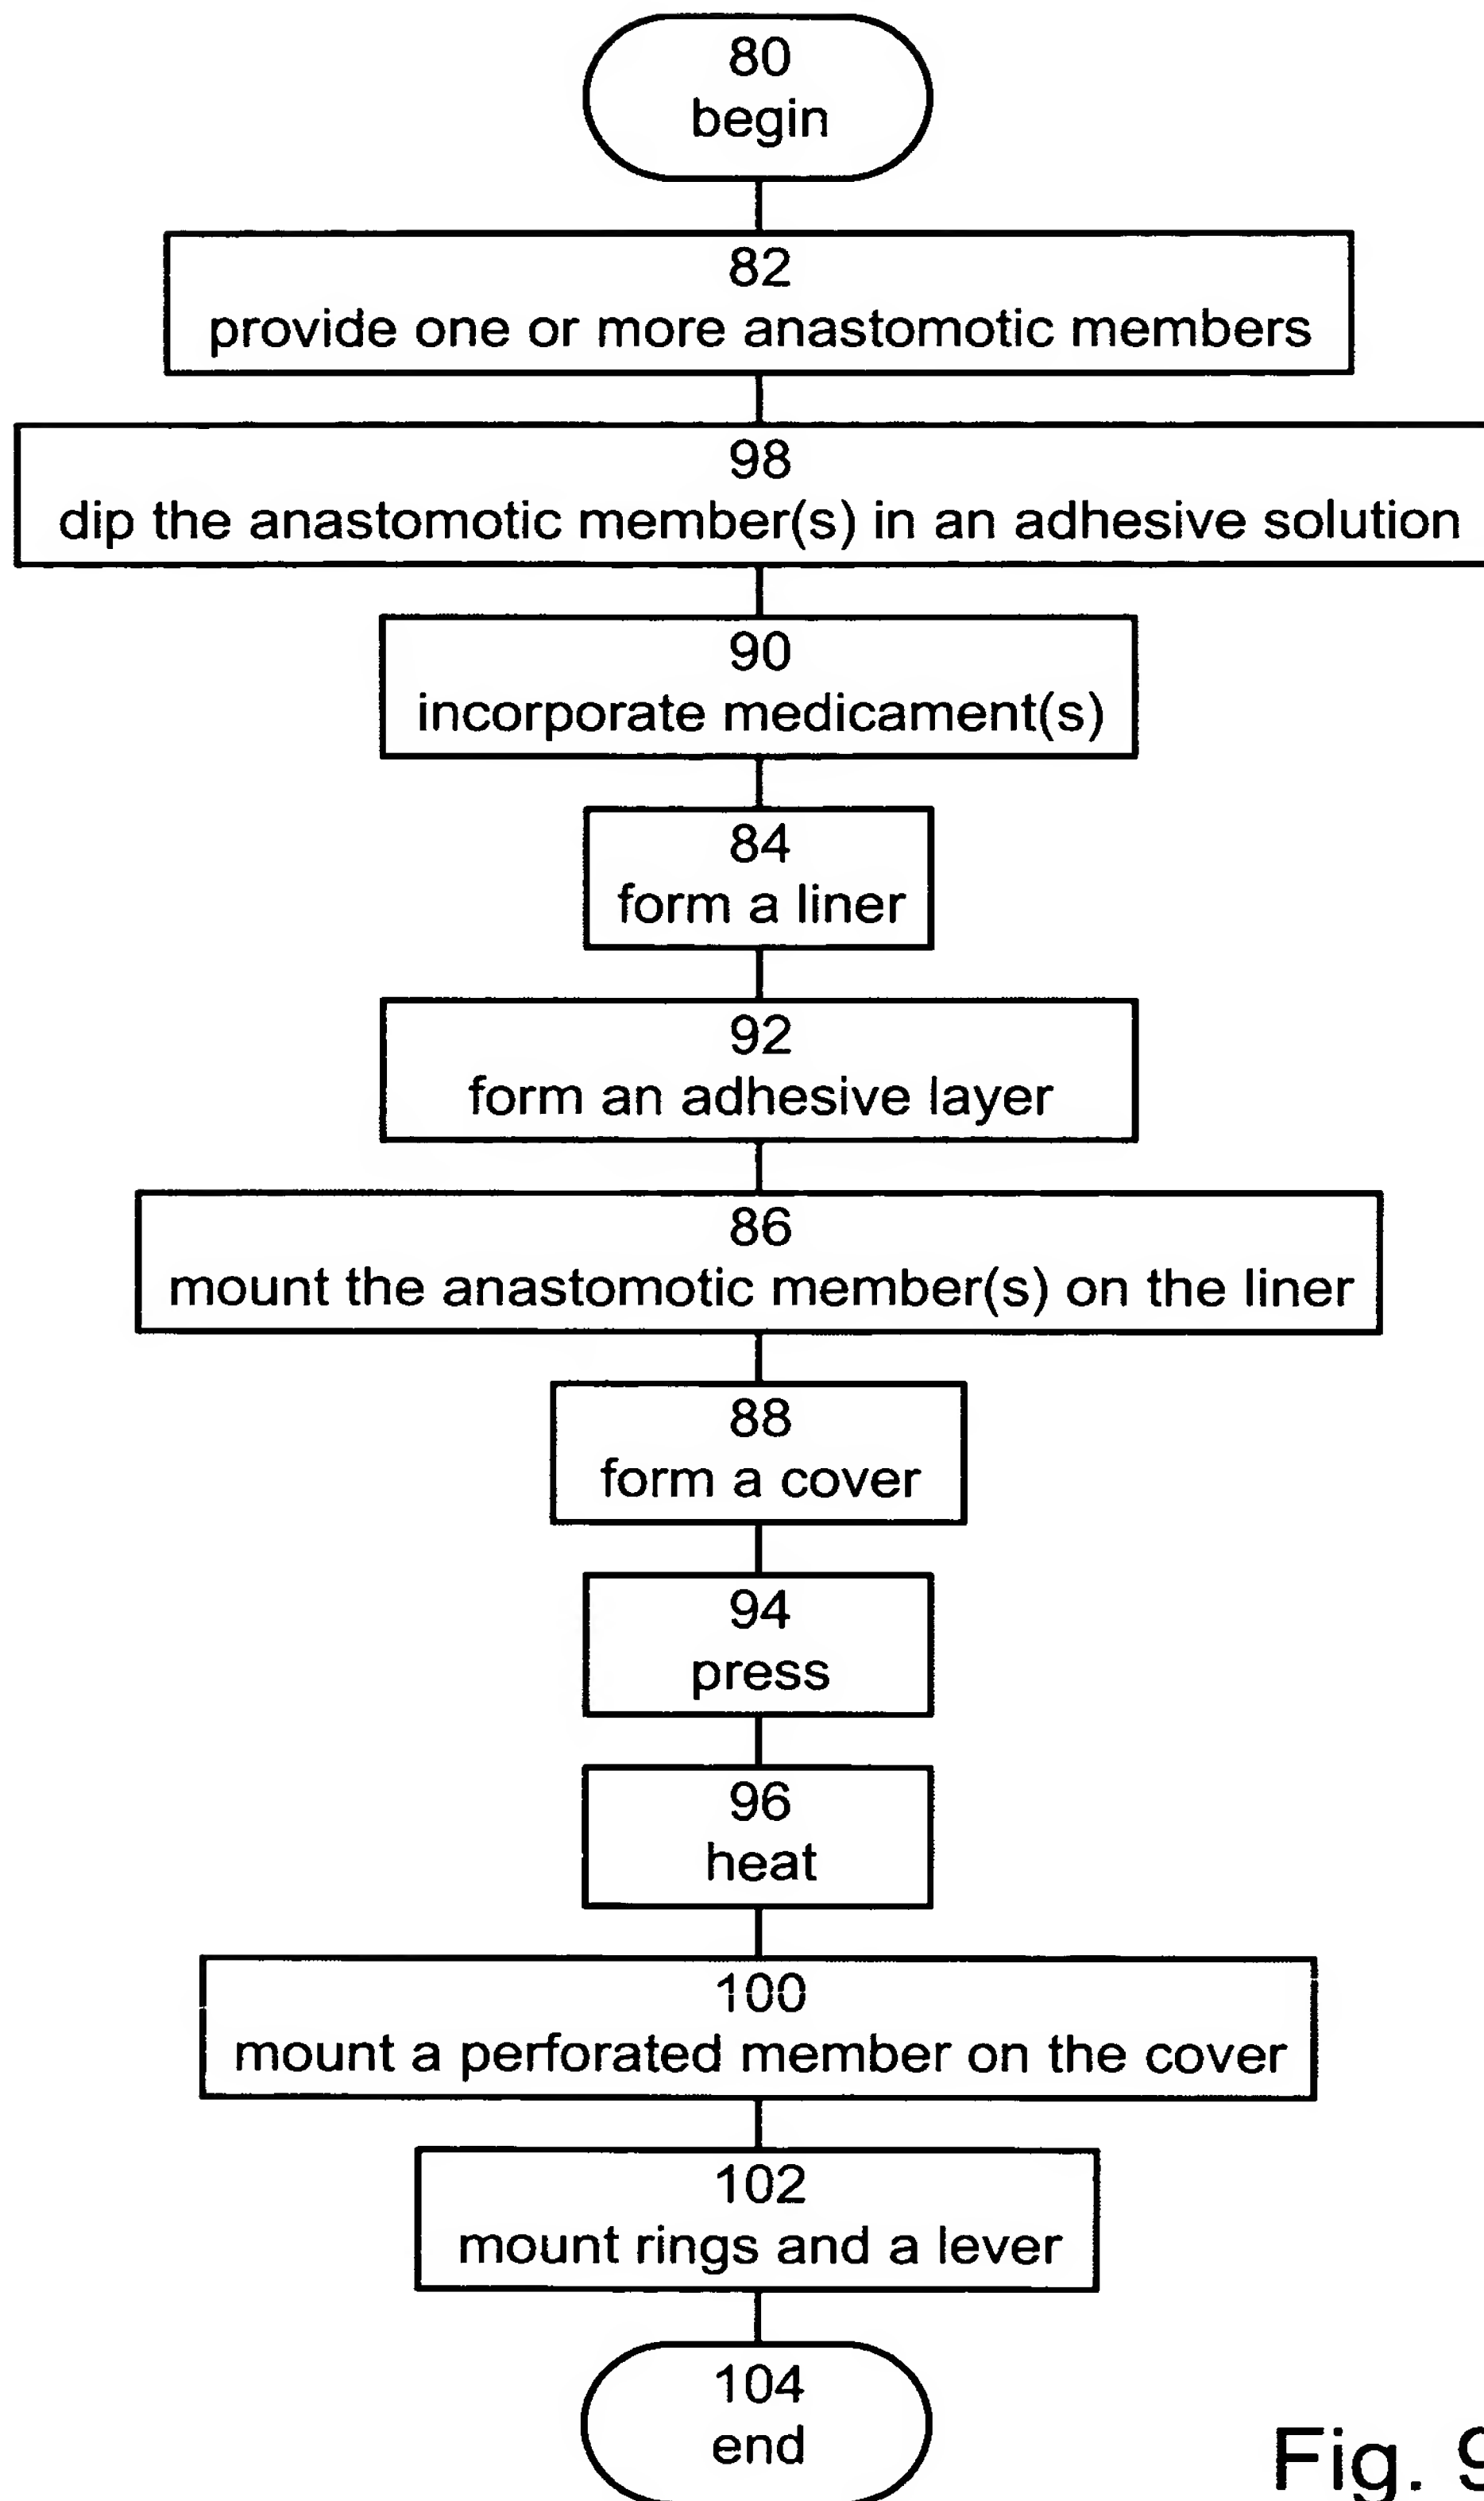 80
begin
82
provide one or more anastomotic members
98
dip the anastomotic member(s) in an adhesive solution
90
incorporate medicament(s)
84
form a liner
92
form an adhesive layer
86
mount the anastomotic member(s) on the liner
88
form a cover
94
press
96
heat
100
mount a perforated member on the cover
102
mount rings and a lever
104
end
Fig. 9